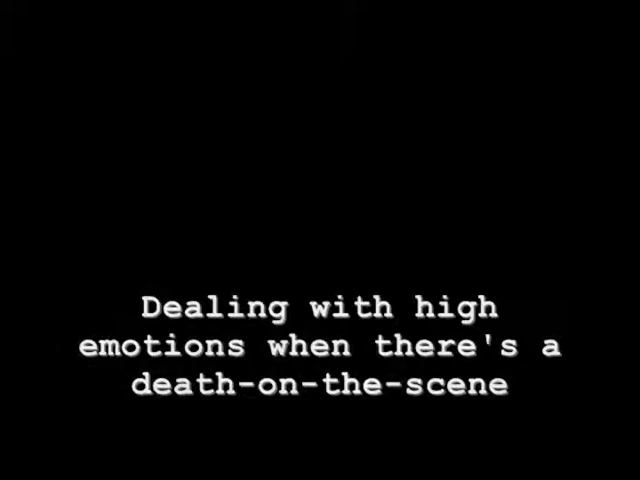 Dealing with high
emotions when there's a
death-on-the-scene